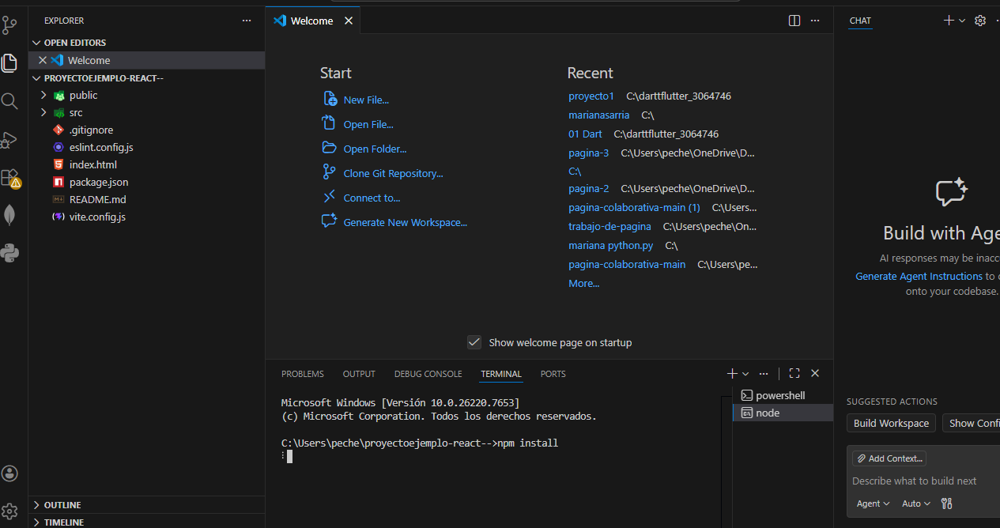 EXPLORER
OPEN EDITORS
Welcome
PROYECTOEJEMPLO-REACT--
public
src
.gitignore
eslint.config.js
index.html
package.json
README.md
vite.config.js
OUTLINE
TIMELINE
Welcome
Start
New File...
Open File...
Open Folder...
Clone Git Repository...
Connect to...
Generate New Workspace...
Recent
proyecto1 C:\darttflutter_3064746
marianasarria C:\
01 Dart C:\darttflutter_3064746
pagina-3 C:\Users\peche\OneDrive\D...
C:\
pagina-2 C:\Users\peche\OneDrive\D...
pagina-colaborativa-main (1) C:\Users...
trabajo-de-pagina C:\Users\peche\On...
mariana python.py C:\
pagina-colaborativa-main C:\Users\pe...
More...
Show welcome page on startup
PROBLEMS OUTPUT DEBUG CONSOLE TERMINAL PORTS
Microsoft Windows [Versión 10.0.26220.7653]
(c) Microsoft Corporation. Todos los derechos reservados.
C:\Users\peche\proyectoejemplo-react-->npm install
powershell
node
CHAT
Build with Age
AI responses may be inacc
Generate Agent Instructions to
onto your codebase.
SUGGESTED ACTIONS
Build Workspace Show Confi
Add Context...
Describe what to build next
Agent Auto